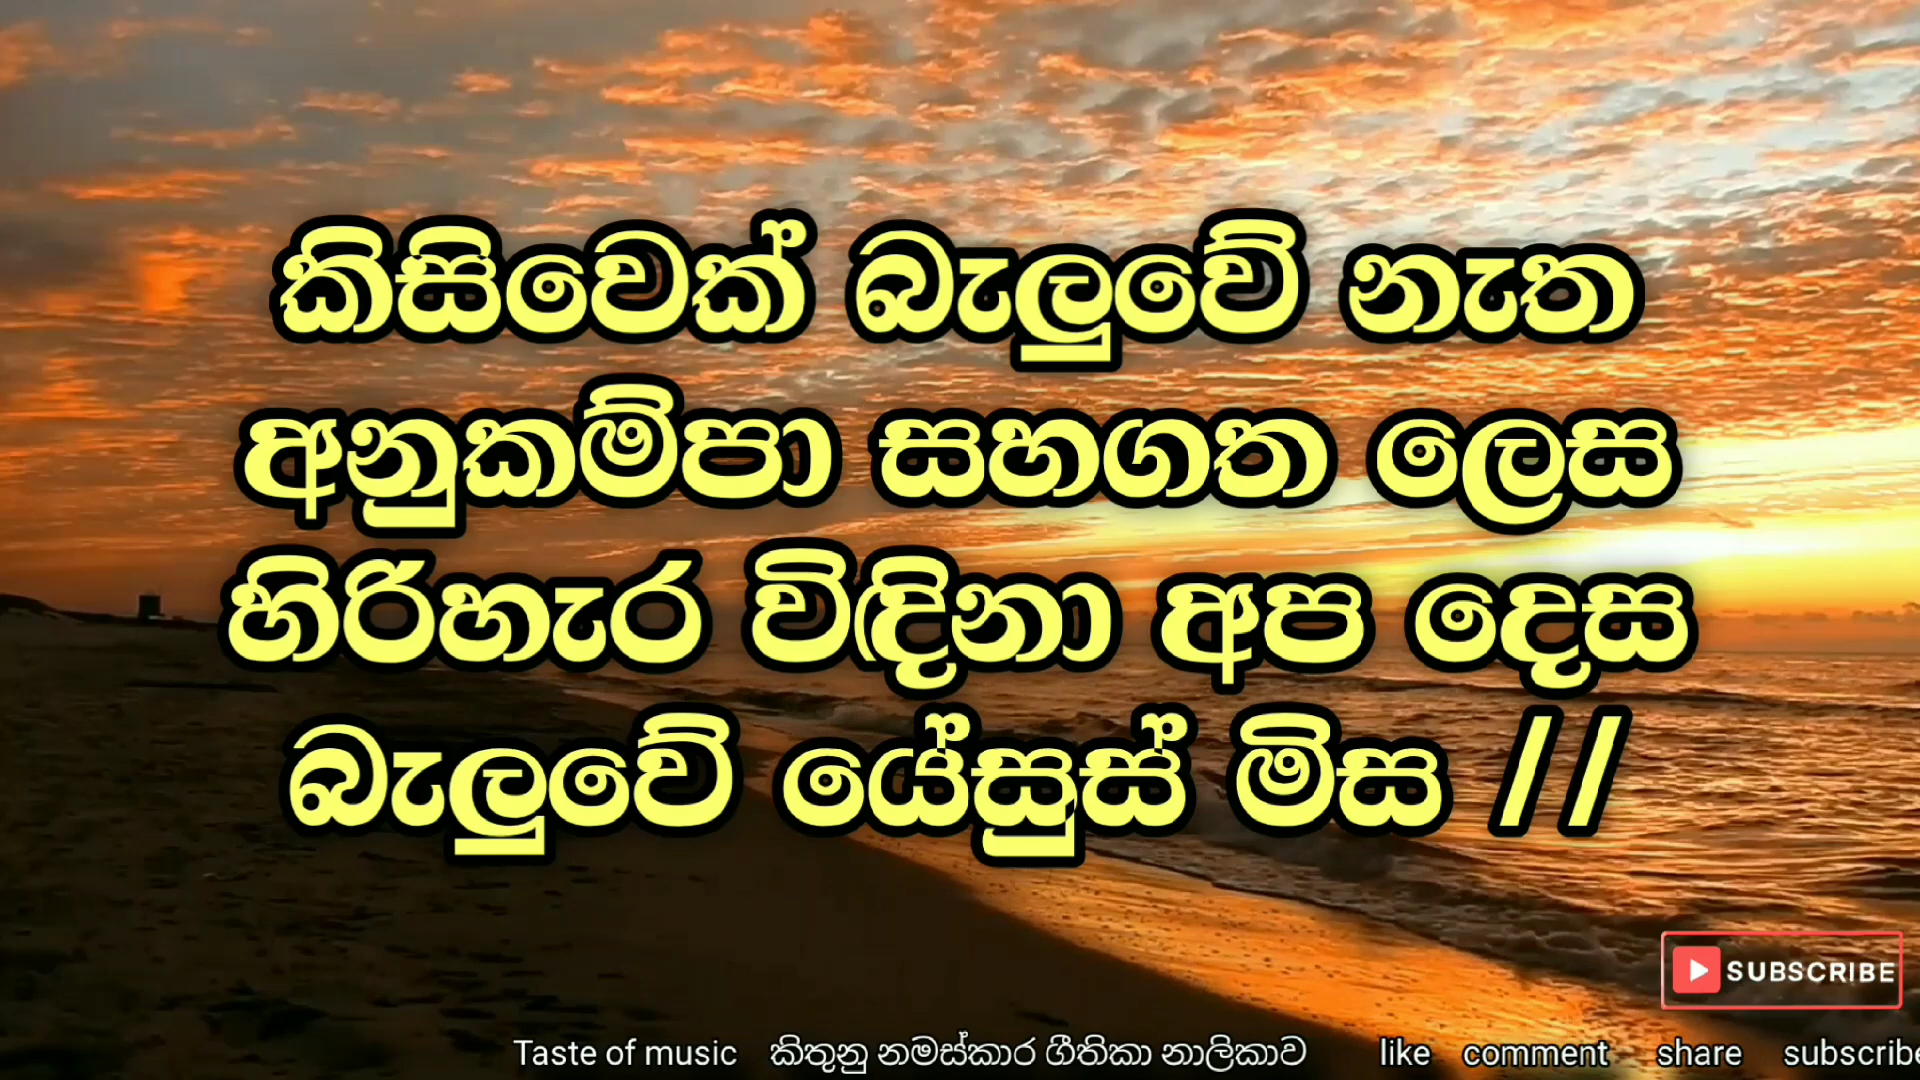 කිසිවෙක් බැලුවේ නැත
අනුකම්පා සහගත ලෙස
හිරිහැර විඳිනා අප දෙස
බැලුවේ යේසුස් මිස //
SUBSCRIBE
Taste of music කිතුනු නමස්කාර ගීතිකා නාලිකාව like comment share subscribe